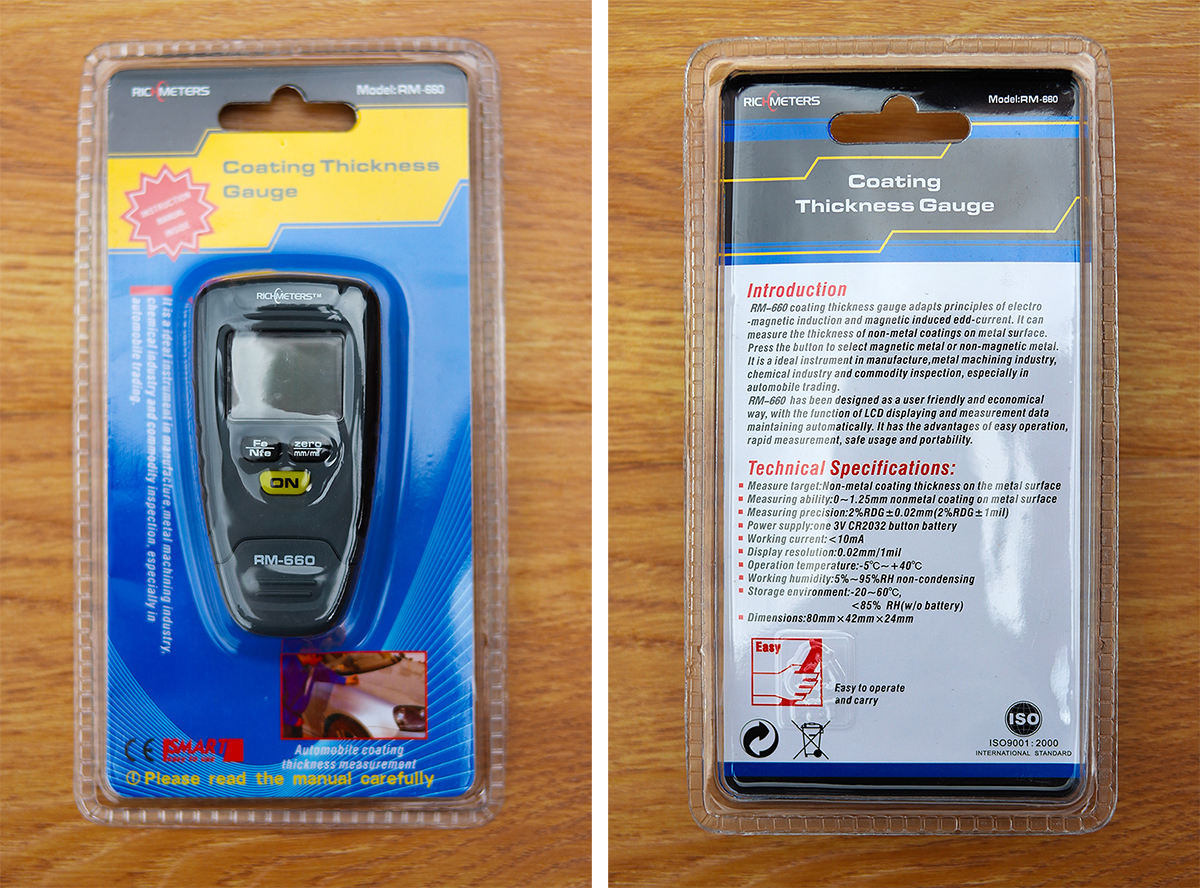 RICHMETERS
Model:RM-660
Coating Thickness
Gauge
INSTRUCTION
MANUAL
INSIDE
It is a ideal instrument in manufacture,metal machining industry,
chemical industry and commodity inspection, especially in
automobile trading.
RICHMETERS™
Fe
Nfe
zero
mm/mil
ON
RM-660
CE
SMART
EASY TO USE
Automobile coating
thickness measurement
Please read the manual carefully
RICHMETERS
Model:RM-660
Coating
Thickness Gauge
Introduction
RM-660 coating thickness gauge adapts principles of electro
-magnetic induction and magnetic induced edd-current. It can
measure the thickness of non-metal coatings on metal surface.
Press the button to select magnetic metal or non-magnetic metal.
It is a ideal instrument in manufacture,metal machining industry,
chemical industry and commodity inspection, especially in
automobile trading.
RM-660 has been designed as a user friendly and economical
way, with the function of LCD displaying and measurement data
maintaining automatically. It has the advantages of easy operation,
rapid measurement, safe usage and portability.
Technical Specifications:
Measure target:Non-metal coating thickness on the metal surface
Measuring ability:0~1.25mm nonmetal coating on metal surface
Measuring precision:2%RDG±0.02mm(2%RDG±1mil)
Power supply:one 3V CR2032 button battery
Working current:<10mA
Display resolution:0.02mm/1mil
Operation temperature:-5℃~+40℃
Working humidity:5%~95%RH non-condensing
Storage environment:-20~60℃,
<85% RH(w/o battery)
Dimensions:80mm×42mm×24mm
Easy
Easy to operate
and carry
ISO
ISO9001:2000
INTERNATIONAL STANDARD